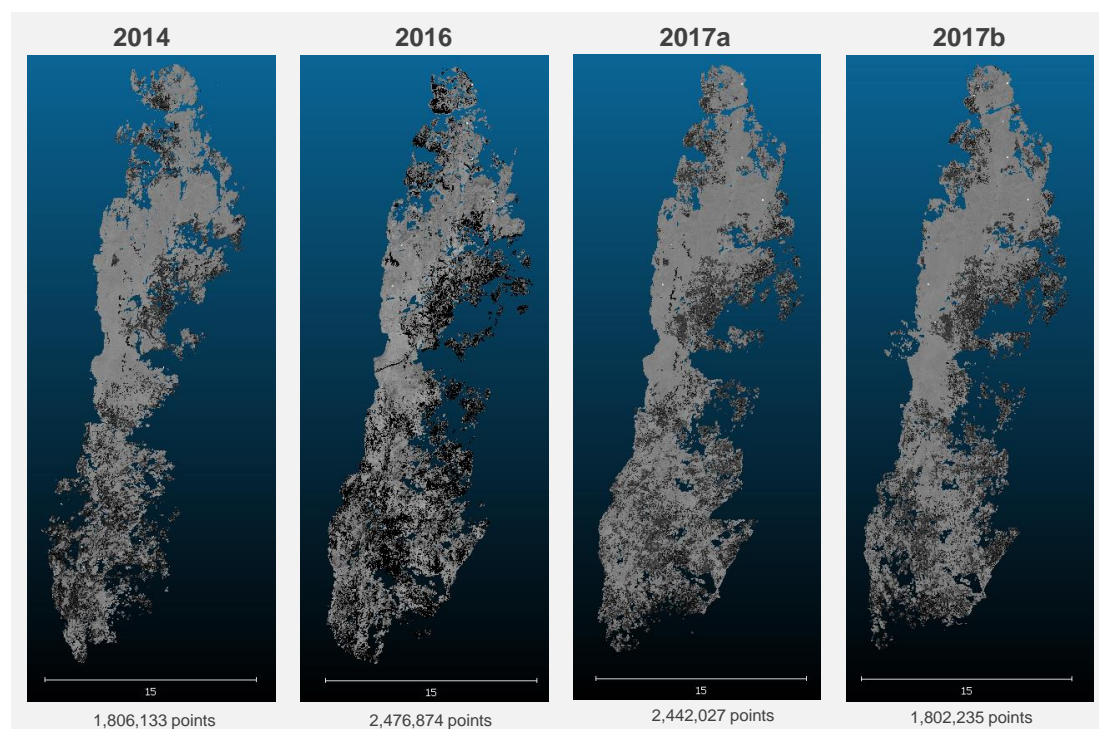 2014
2016
2017a
2017b
15
15
15
15
1,806,133 points
2,476,874 points
2,442,027 points
1,802,235 points